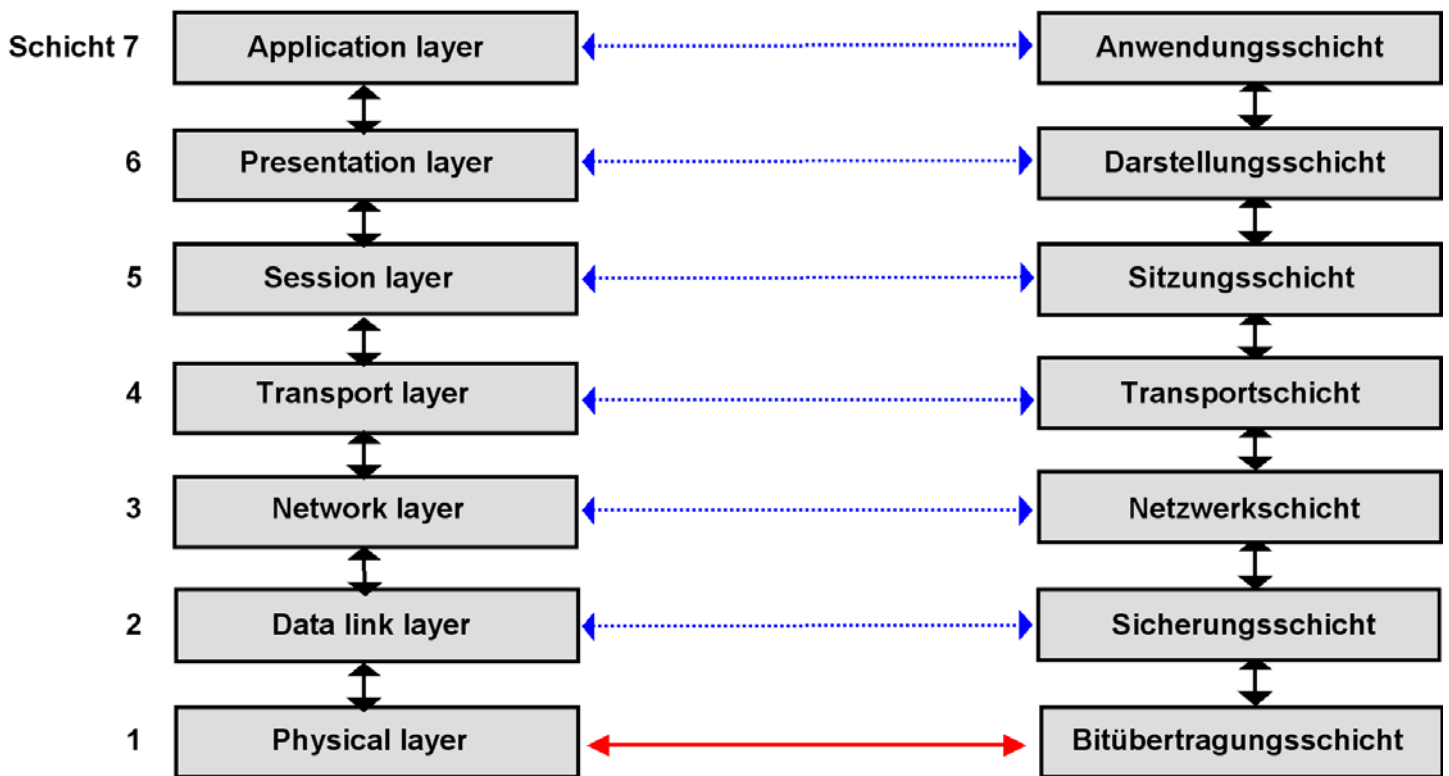 Schicht 7 Application layer Anwendungsschicht
6 Presentation layer Darstellungsschicht
5 Session layer Sitzungsschicht
4 Transport layer Transportschicht
3 Network layer Netzwerkschicht
2 Data link layer Sicherungsschicht
1 Physical layer Bitübertragungsschicht